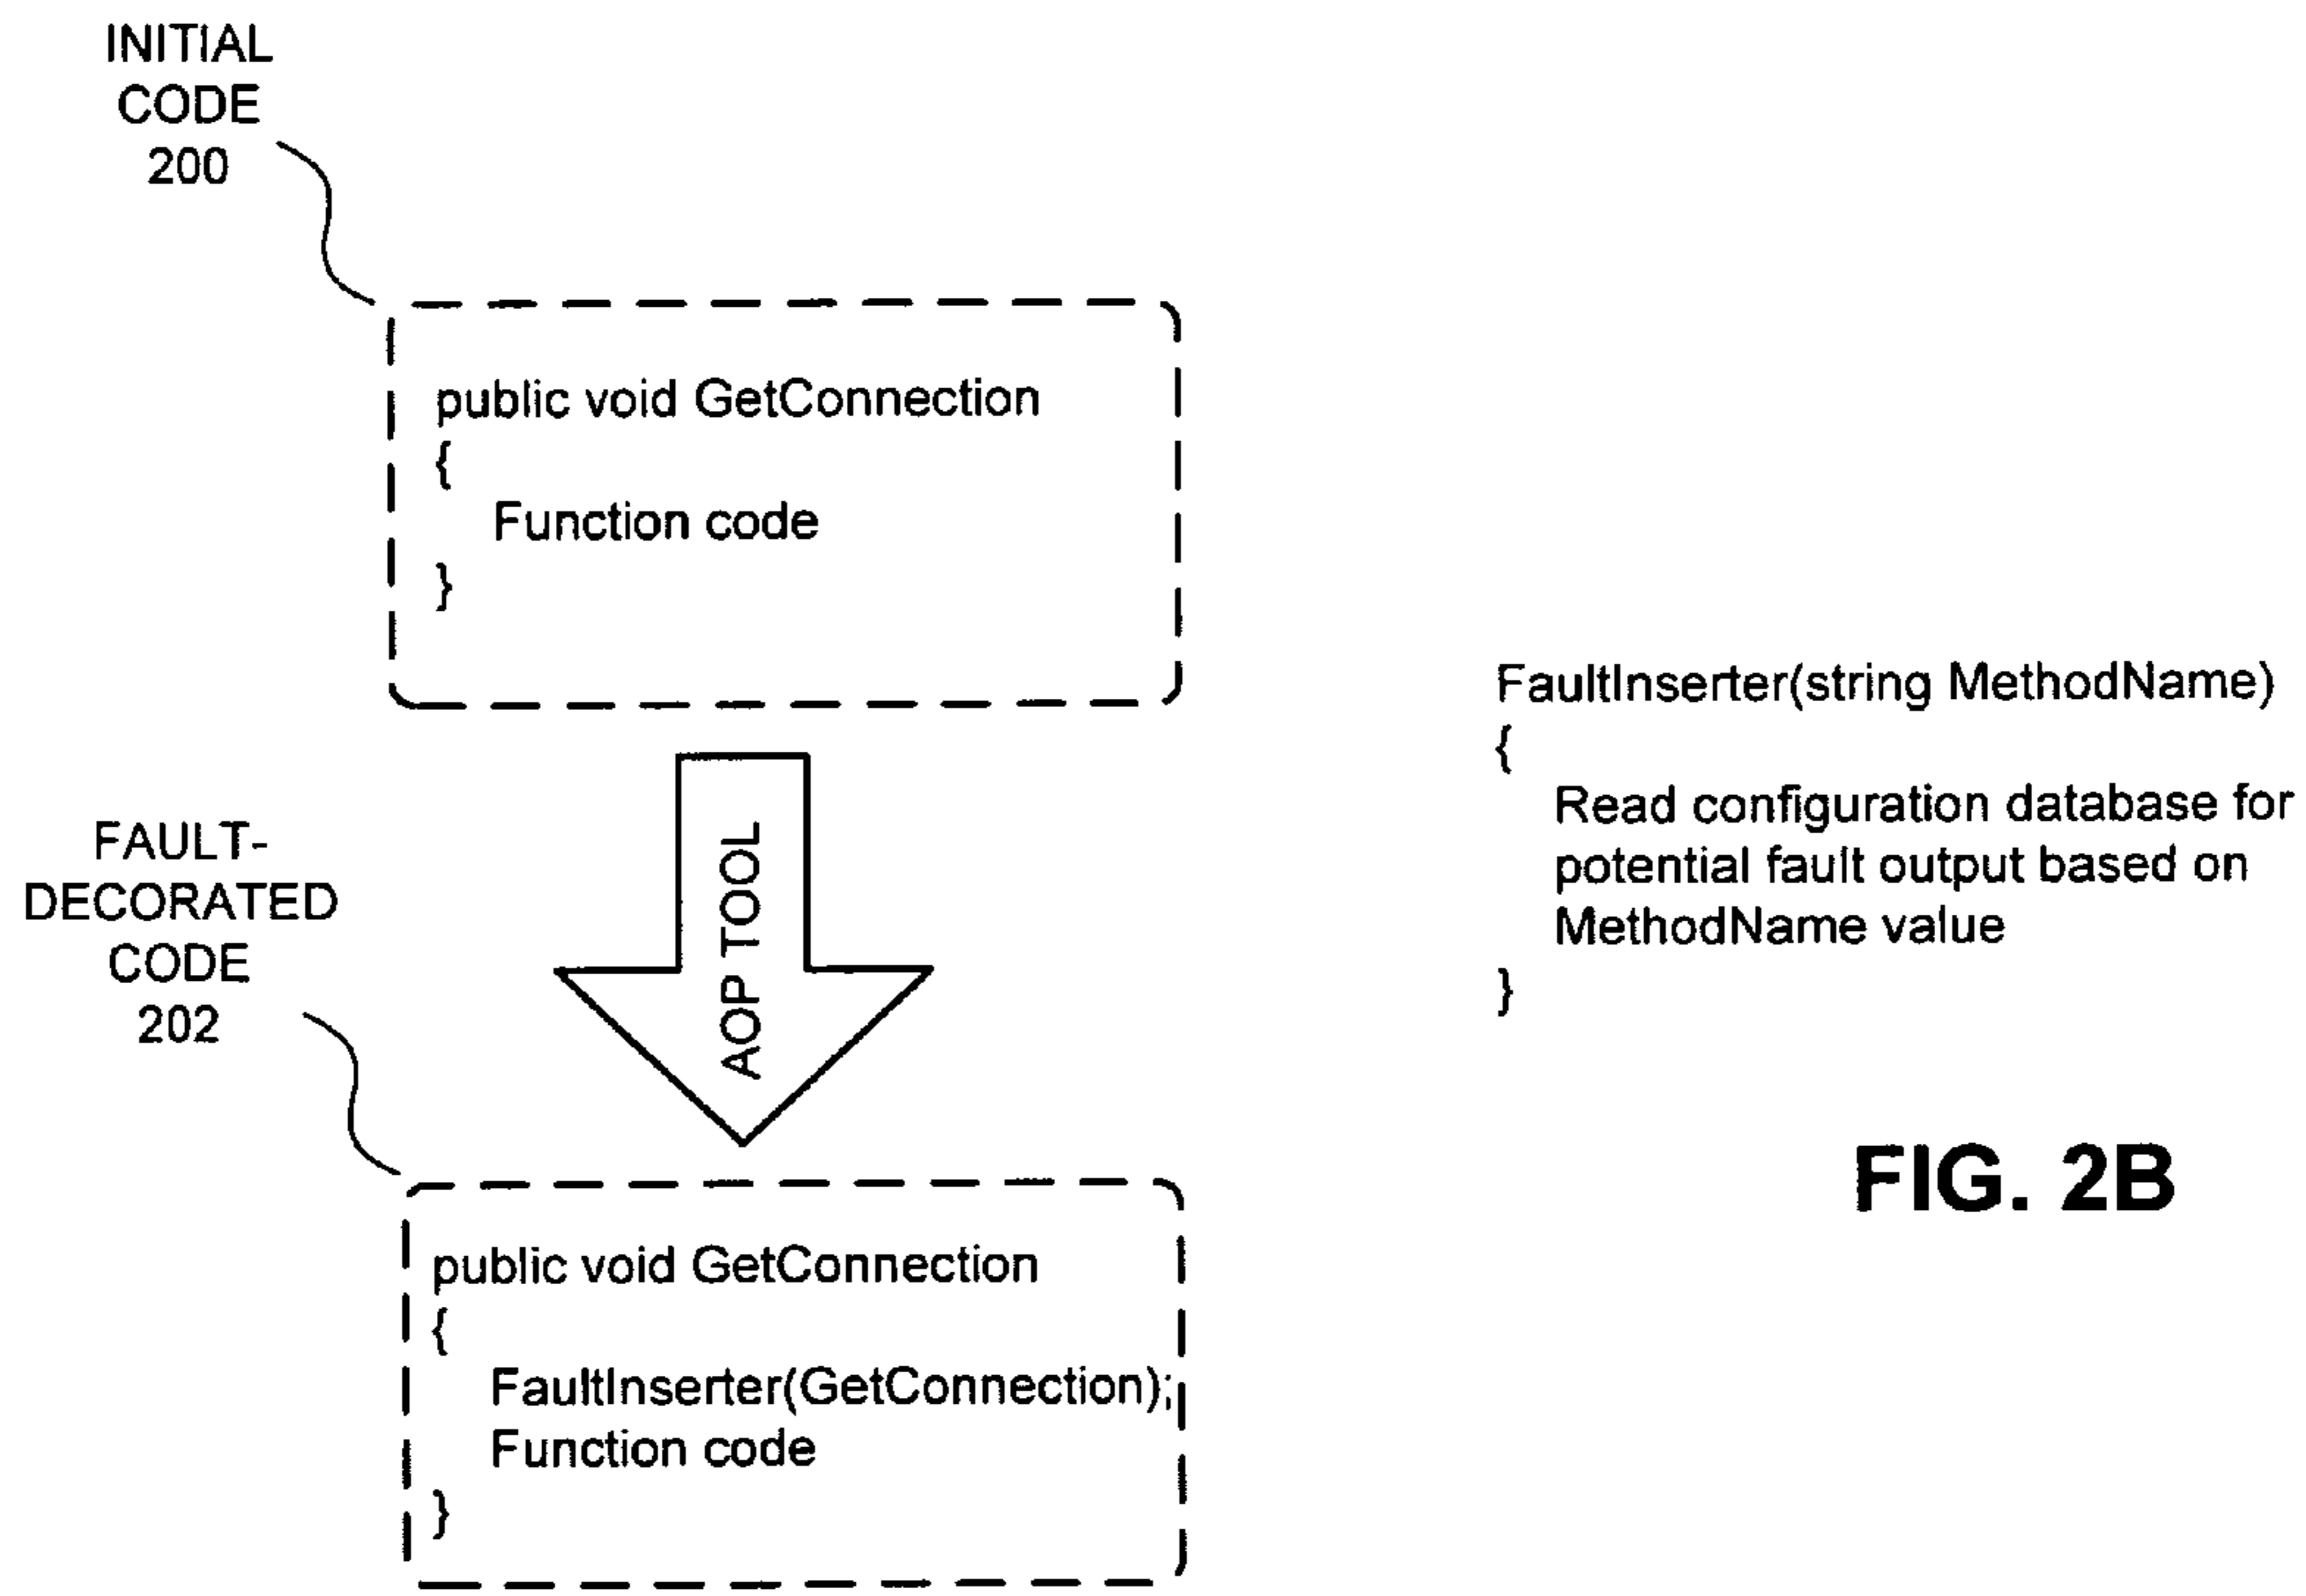 INITIAL
CODE
200
public void GetConnection
{
Function code
}
AOP TOOL
FAULT-
DECORATED
CODE
202
public void GetConnection
{
FaultInserter(GetConnection);
Function code
}
FaultInserter(string MethodName)
{
Read configuration database for
potential fault output based on
MethodName value
}
FIG. 2B